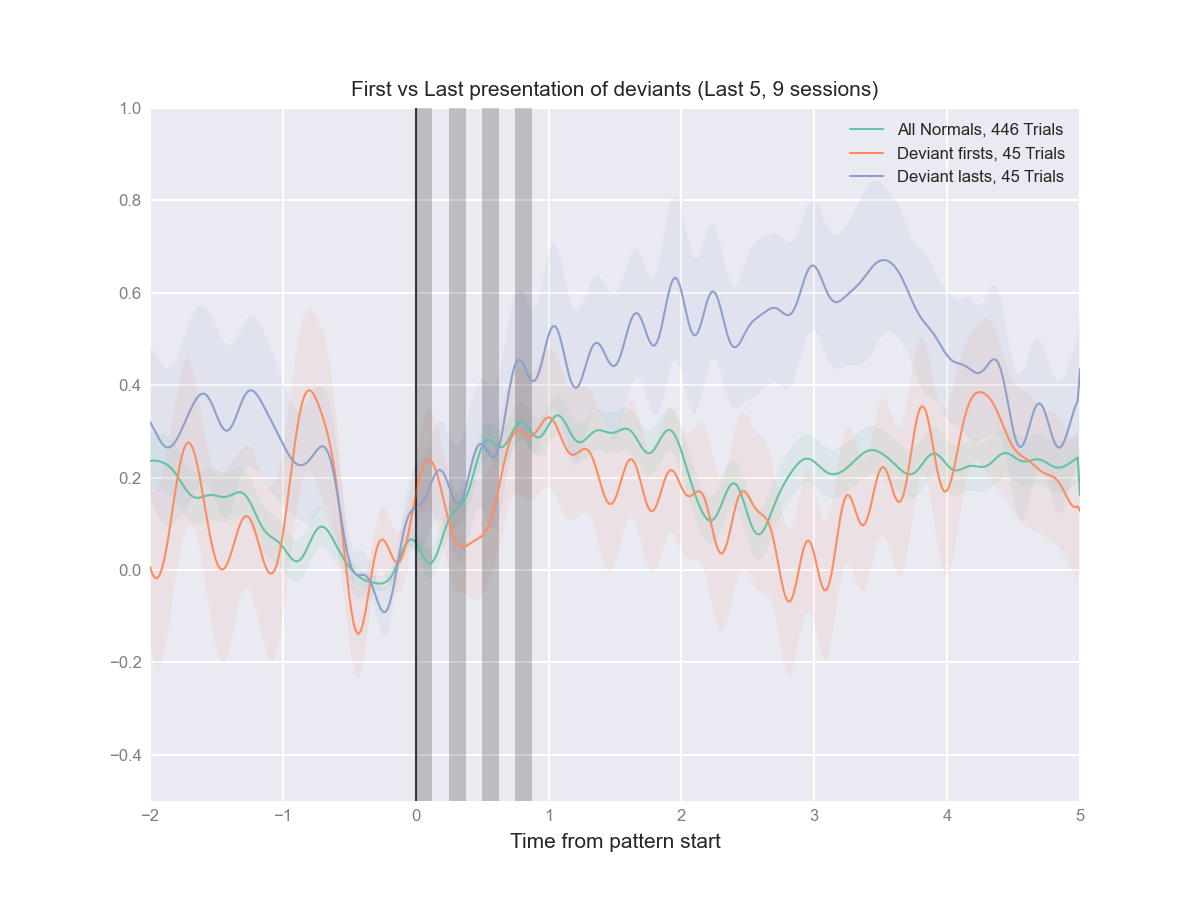 First vs Last presentation of deviants (Last 5, 9 sessions)
1.0
0.8
0.6
0.4
0.2
0.0
−0.2
−0.4
All Normals, 446 Trials
Deviant firsts, 45 Trials
Deviant lasts, 45 Trials
−2 −1 0 1 2 3 4 5
Time from pattern start